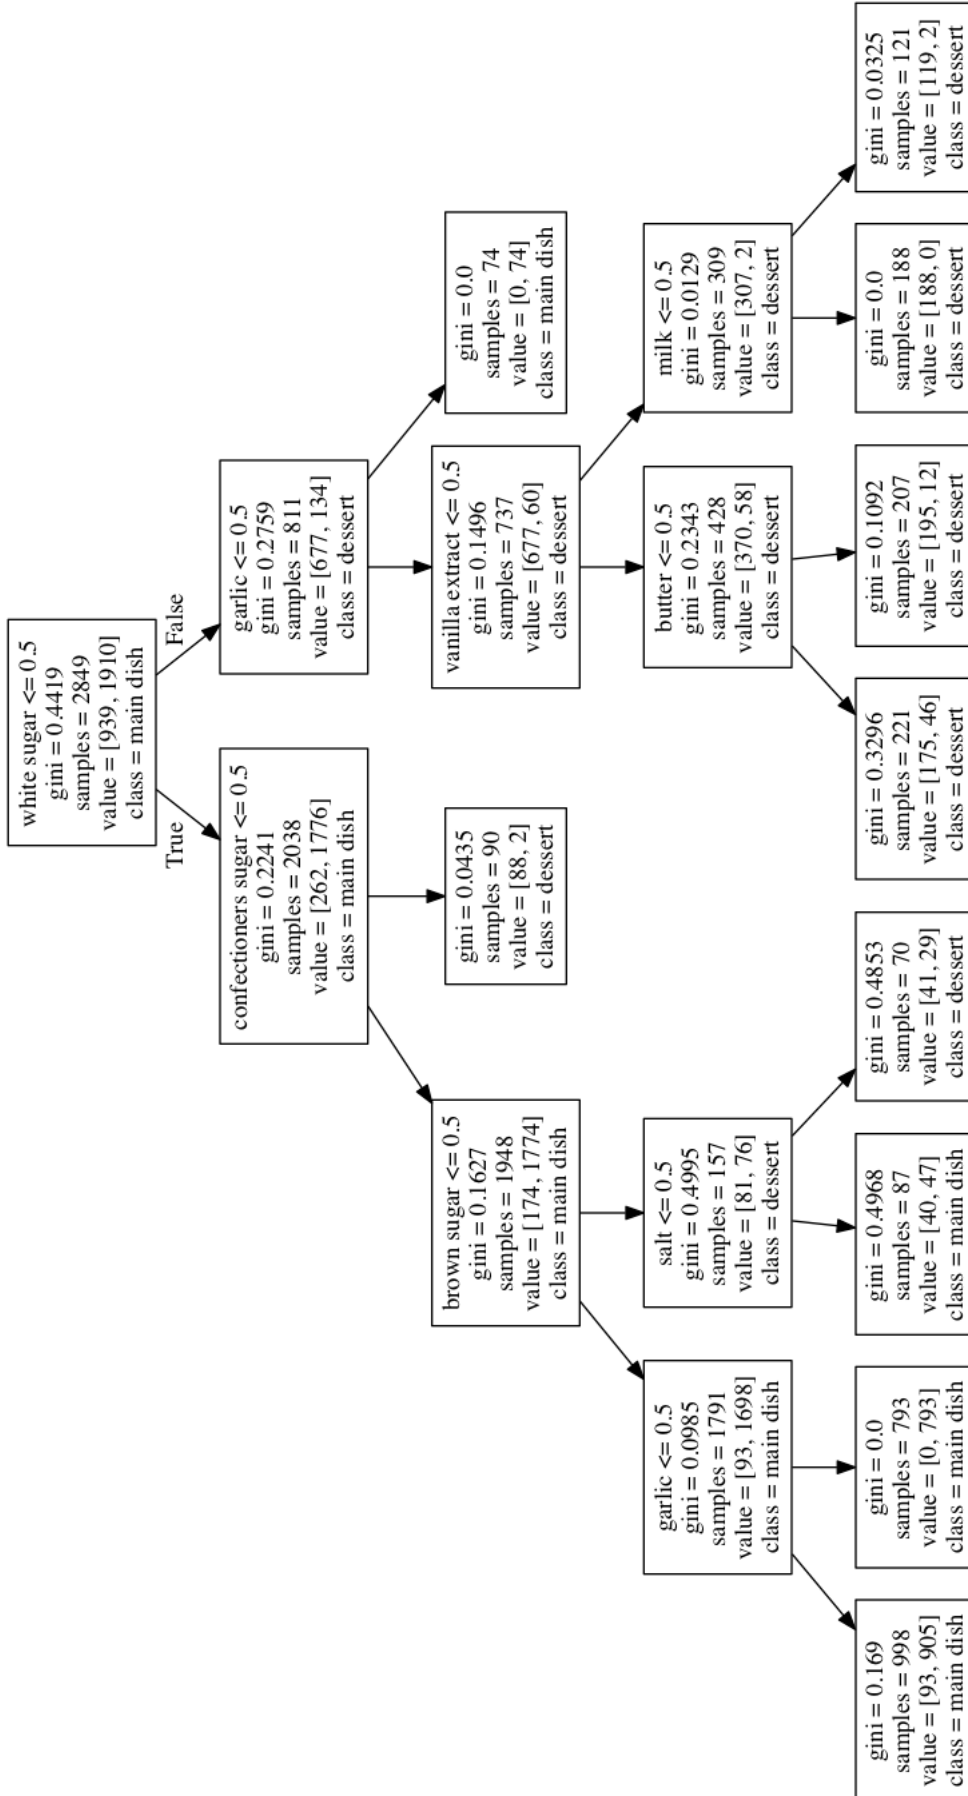 white sugar <= 0.5
gini = 0.4419
samples = 2849
value = [939, 1910]
class = main dish
True
False
confectioners sugar <= 0.5
gini = 0.2241
samples = 2038
value = [262, 1776]
class = main dish
garlic <= 0.5
gini = 0.2759
samples = 811
value = [677, 134]
class = dessert
brown sugar <= 0.5
gini = 0.1627
samples = 1948
value = [174, 1774]
class = main dish
gini = 0.0435
samples = 90
value = [88, 2]
class = dessert
vanilla extract <= 0.5
gini = 0.1496
samples = 737
value = [677, 60]
class = dessert
gini = 0.0
samples = 74
value = [0, 74]
class = main dish
garlic <= 0.5
gini = 0.0985
samples = 1791
value = [93, 1698]
class = main dish
salt <= 0.5
gini = 0.4995
samples = 157
value = [81, 76]
class = dessert
butter <= 0.5
gini = 0.2343
samples = 428
value = [370, 58]
class = dessert
milk <= 0.5
gini = 0.0129
samples = 309
value = [307, 2]
class = dessert
gini = 0.169
samples = 998
value = [93, 905]
class = main dish
gini = 0.0
samples = 793
value = [0, 793]
class = main dish
gini = 0.4968
samples = 87
value = [40, 47]
class = main dish
gini = 0.4853
samples = 70
value = [41, 29]
class = dessert
gini = 0.3296
samples = 221
value = [175, 46]
class = dessert
gini = 0.1092
samples = 207
value = [195, 12]
class = dessert
gini = 0.0
samples = 188
value = [188, 0]
class = dessert
gini = 0.0325
samples = 121
value = [119, 2]
class = dessert